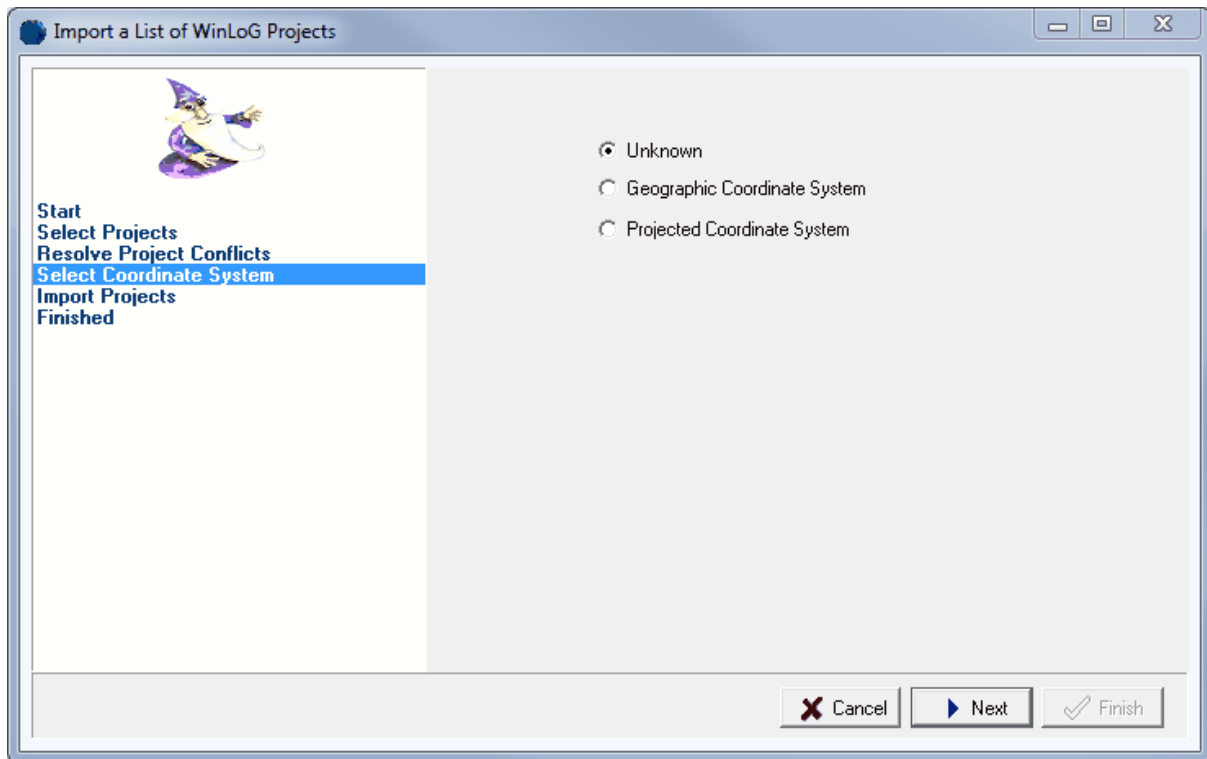 Import a List of WinLoG Projects
Start
Select Projects
Resolve Project Conflicts
Select Coordinate System
Import Projects
Finished
Unknown
Geographic Coordinate System
Projected Coordinate System
Cancel
Next
Finish